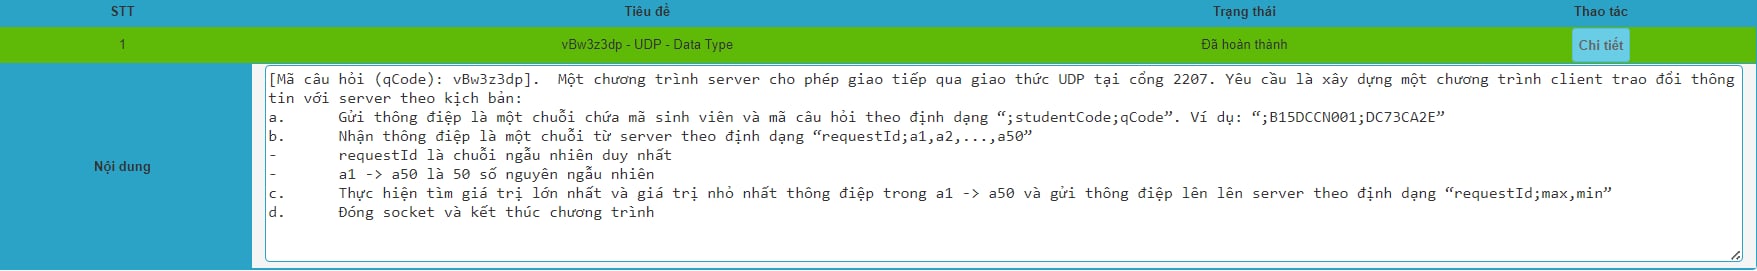 STT Tiêu đề Trạng thái Thao tác
1 vBw3z3dp - UDP - Data Type Đã hoàn thành Chi tiết
Nội dung
[Mã câu hỏi (qCode): vBw3z3dp].  Một chương trình server cho phép giao tiếp qua giao thức UDP tại cổng 2207. Yêu cầu là xây dựng một chương trình client trao đổi thông
tin với server theo kịch bản:
a. Gửi thông điệp là một chuỗi chứa mã sinh viên và mã câu hỏi theo định dạng “;studentCode;qCode”. Ví dụ: “;B15DCCN001;DC73CA2E”
b. Nhận thông điệp là một chuỗi từ server theo định dạng “requestId;a1,a2,...,a50”
- requestId là chuỗi ngẫu nhiên duy nhất
- a1 -> a50 là 50 số nguyên ngẫu nhiên
c. Thực hiện tìm giá trị lớn nhất và giá trị nhỏ nhất thông điệp trong a1 -> a50 và gửi thông điệp lên lên server theo định dạng “requestId;max,min”
d. Đóng socket và kết thúc chương trình